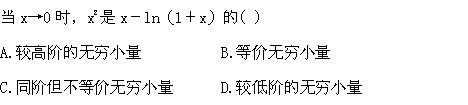 当x→0时，x²是x－ln（1＋x）的( )
A.较高阶的无穷小量 B.等价无穷小量
C.同阶但不等价无穷小量 D.较低阶的无穷小量